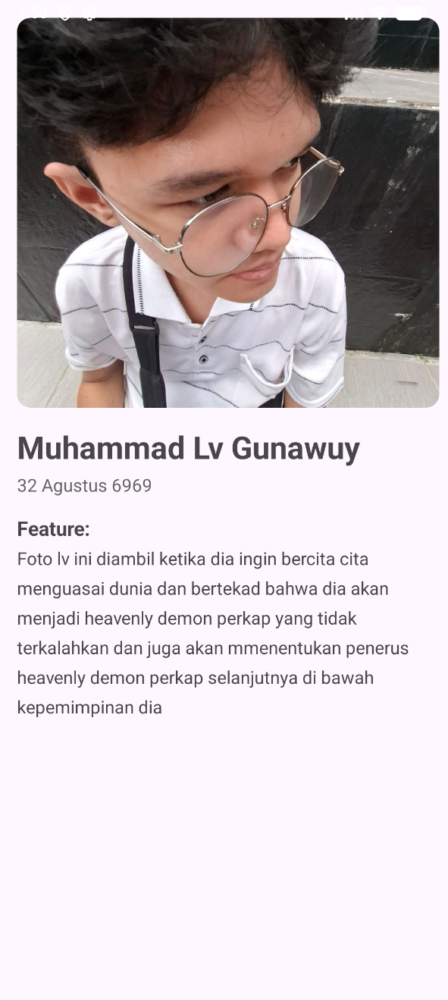 Muhammad Lv Gunawuy
32 Agustus 6969
Feature:
Foto lv ini diambil ketika dia ingin bercita cita
menguasai dunia dan bertekad bahwa dia akan
menjadi heavenly demon perkap yang tidak
terkalahkan dan juga akan mmenentukan penerus
heavenly demon perkap selanjutnya di bawah
kepemimpinan dia